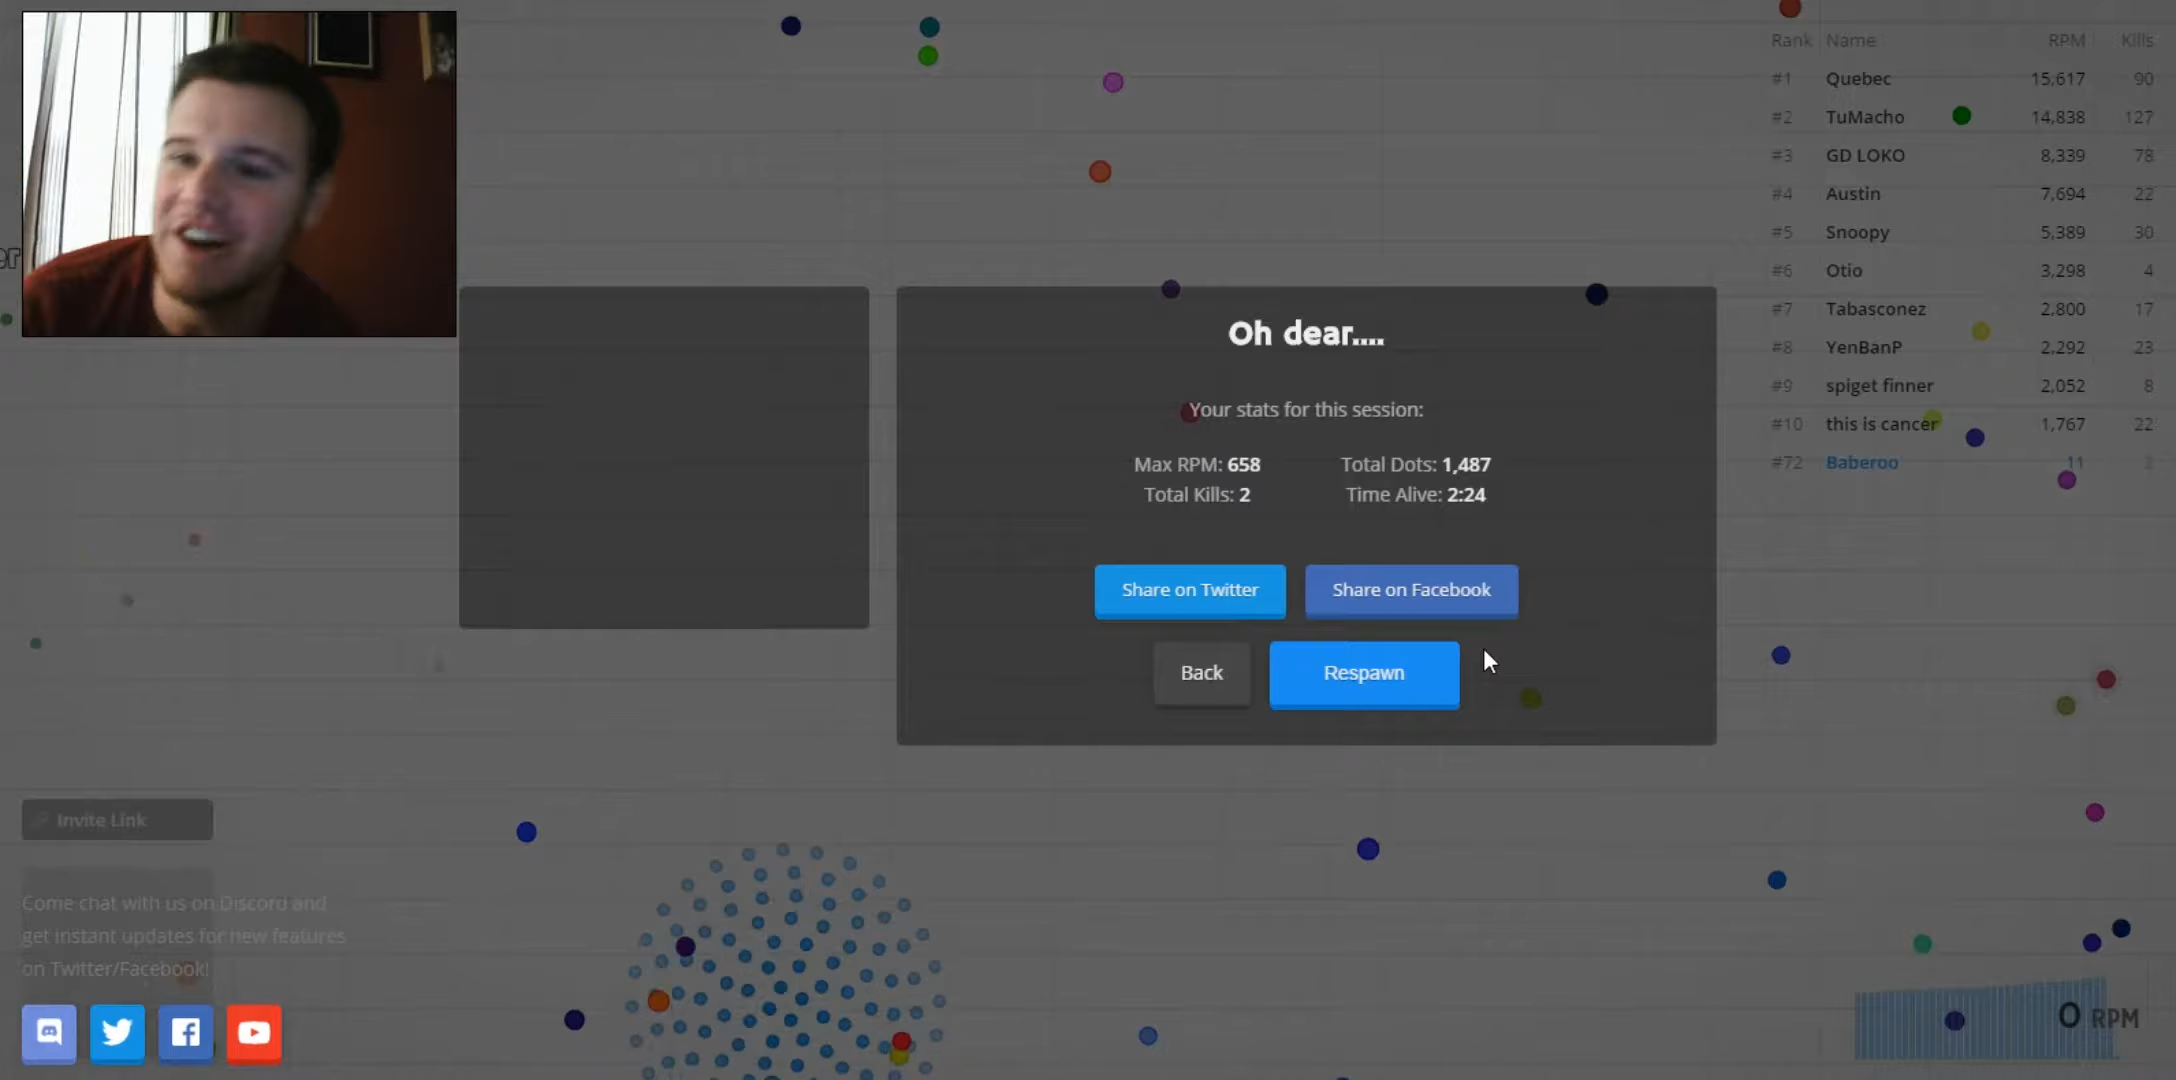 Rank Name RPM Kills
#1 Quebec 15,617 90
#2 TuMacho 14,838 127
#3 GD LOKO 8,339 78
#4 Austin 7,694 22
#5 Snoopy 5,389 30
#6 Otio 3,298 4
#7 Tabasconez 2,800 17
#8 YenBanP 2,292 23
#9 spiget finner 2,052 8
#10 this is cancer 1,767 22
#72 Baberoo 11 2
er
Oh dear....
Your stats for this session:
Max RPM: 658 Total Dots: 1,487
Total Kills: 2 Time Alive: 2:24
Share on Twitter Share on Facebook
Back Respawn
Invite Link
Come chat with us on Discord and
get instant updates for new features
on Twitter/Facebook!
0 RPM